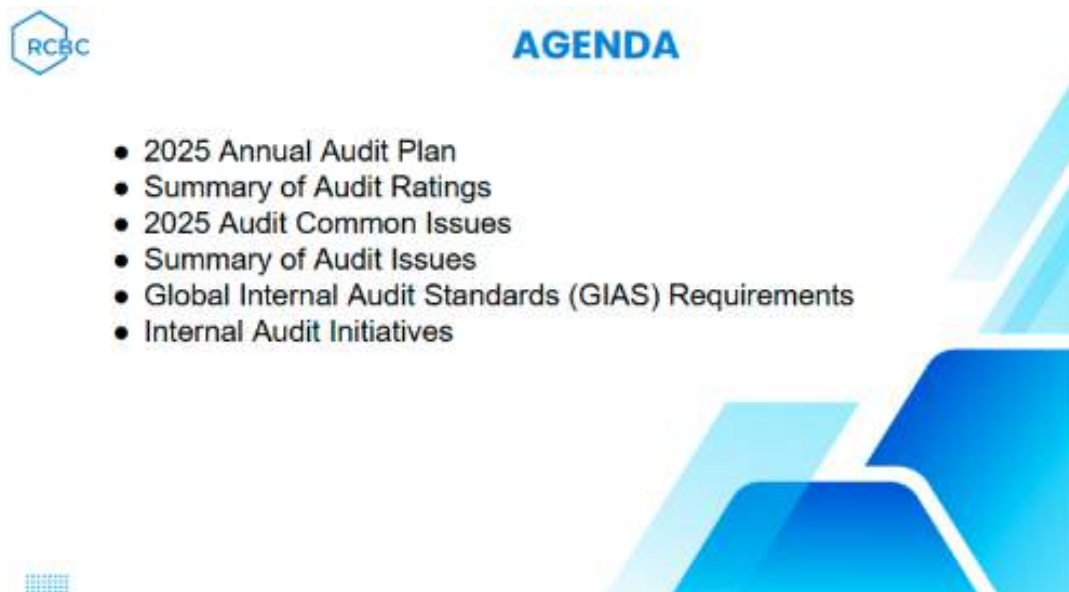 RCBC
AGENDA
● 2025 Annual Audit Plan
● Summary of Audit Ratings
● 2025 Audit Common Issues
● Summary of Audit Issues
● Global Internal Audit Standards (GIAS) Requirements
● Internal Audit Initiatives